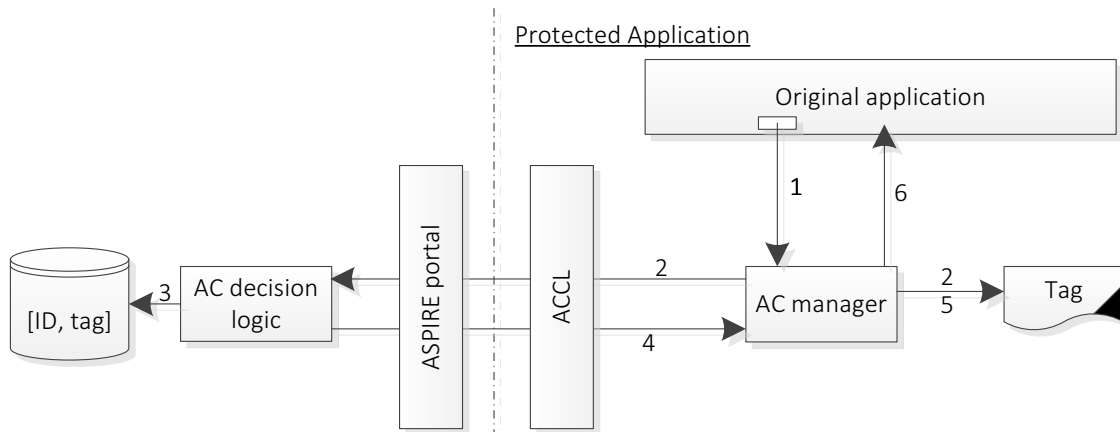 Protected Application
Original application
1
6
ASPIRE portal
ACCL
2
AC decision
logic
3
[ID, tag]
AC manager
2
5
Tag
4